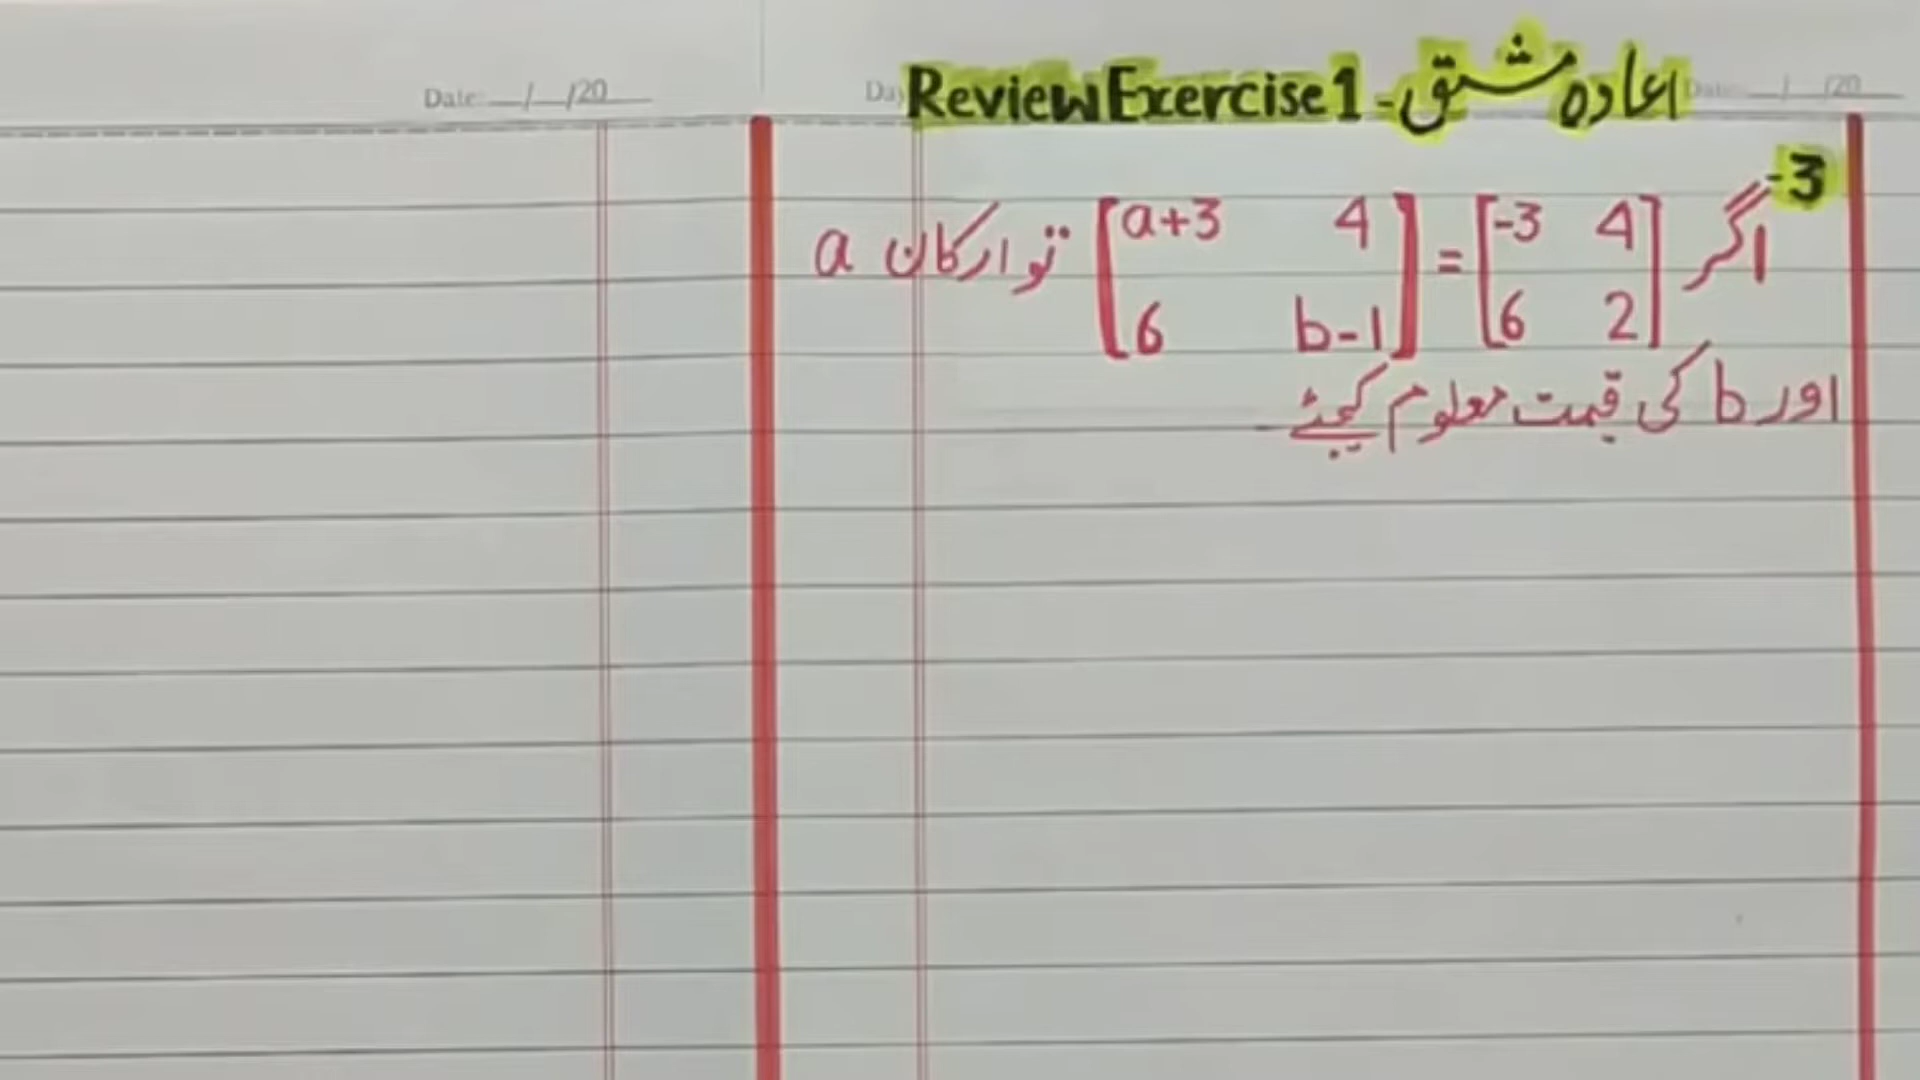 Date: __/__/20
Day
Date: __/__/20
Review Exercise 1 - اعادہ مشق
3- اگر [a+3 4] = [-3 4] تو ارکان a
[6 b-1] [6 2]
اور b کی قیمت معلوم کیجئے